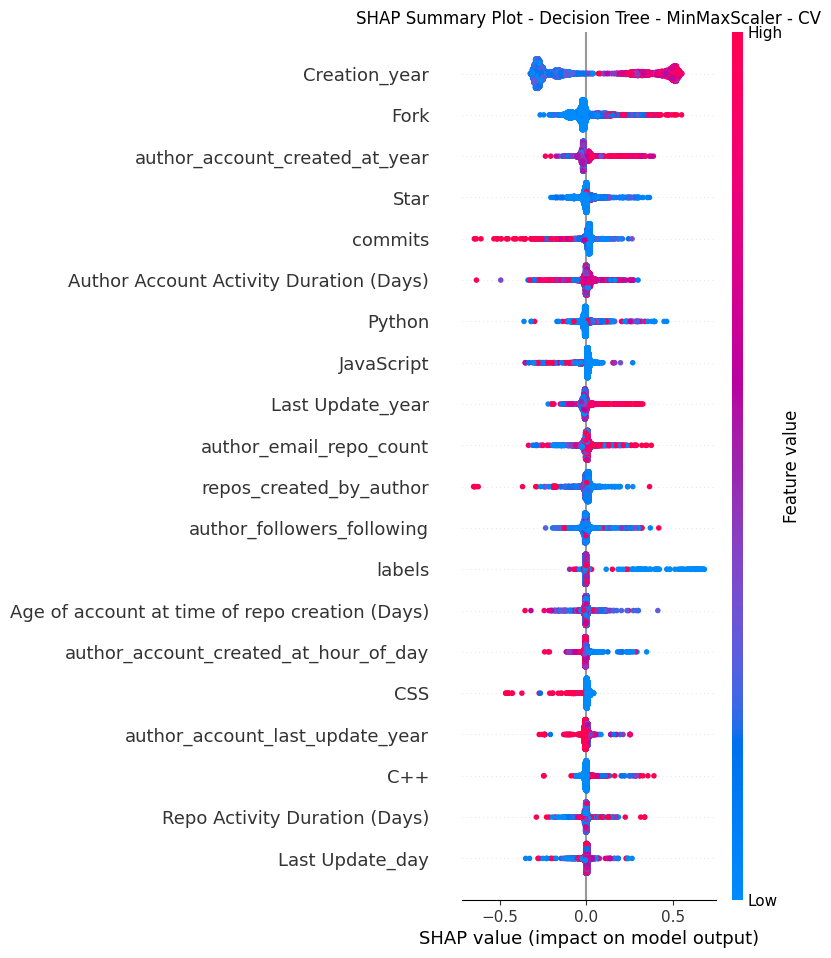 SHAP Summary Plot - Decision Tree - MinMaxScaler - CV
High
Creation_year
Fork
author_account_created_at_year
Star
commits
Author Account Activity Duration (Days)
Python
JavaScript
Last Update_year
author_email_repo_count
repos_created_by_author
author_followers_following
labels
Age of account at time of repo creation (Days)
author_account_created_at_hour_of_day
CSS
author_account_last_update_year
C++
Repo Activity Duration (Days)
Last Update_day
Feature value
Low
−0.5 0.0 0.5
SHAP value (impact on model output)